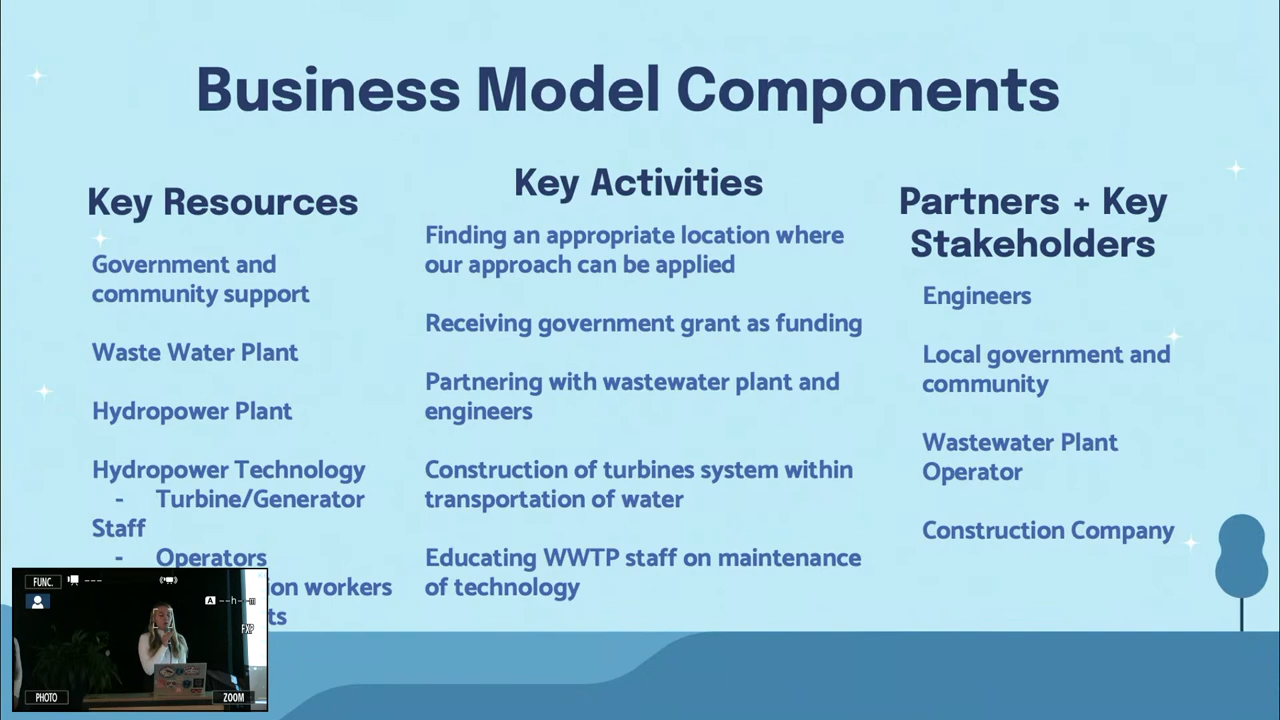 Business Model Components
Key Resources
Government and
community support
Waste Water Plant
Hydropower Plant
Hydropower Technology
- Turbine/Generator
Staff
- Operators
workers
Key Activities
Finding an appropriate location where
our approach can be applied
Receiving government grant as funding
Partnering with wastewater plant and
engineers
Construction of turbines system within
transportation of water
Educating WWTP staff on maintenance
of technology
Partners + Key
Stakeholders
Engineers
Local government and
community
Wastewater Plant
Operator
Construction Company
FUNC.
A --h--m
FXP
PHOTO
ZOOM